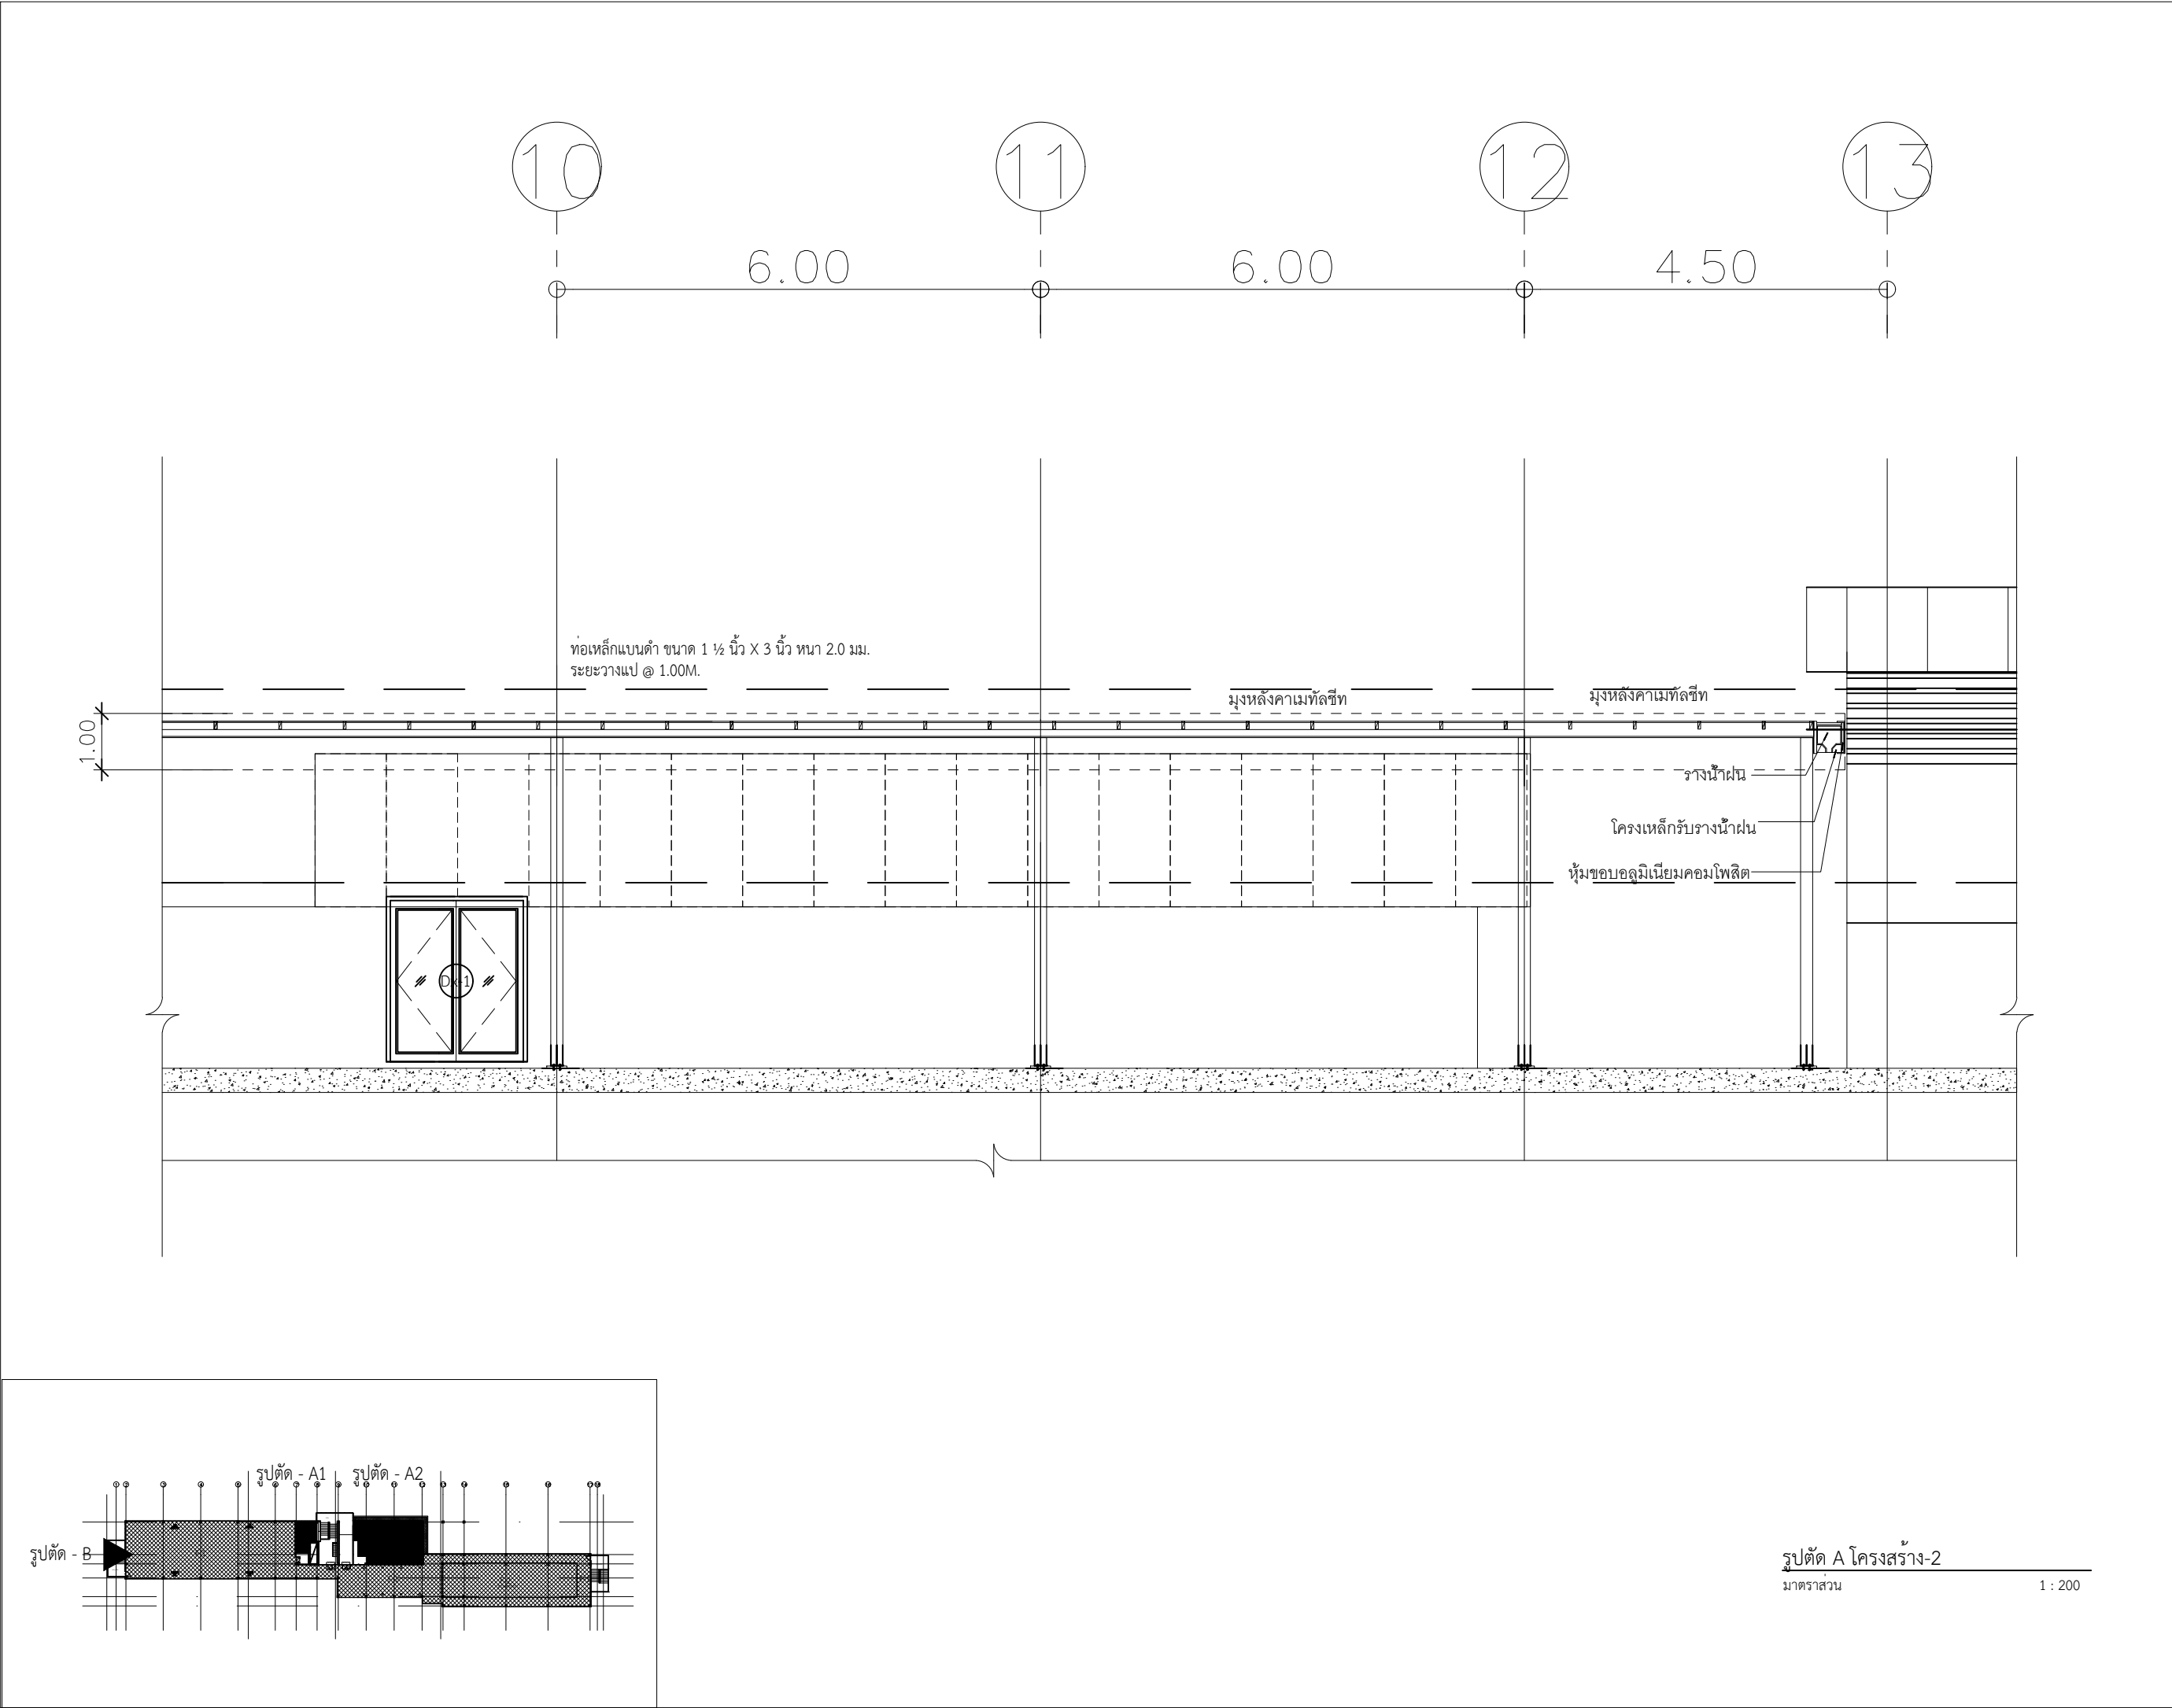 10
11
12
13
6.00
6.00
4.50
ท่อเหล็กแบนดำ ขนาด 1 ½ นิ้ว X 3 นิ้ว หนา 2.0 มม.
ระยะวางแป @ 1.00M.
มุงหลังคาเมทัลชีท
มุงหลังคาเมทัลชีท
1.00
รางน้ำฝน
โครงเหล็กรับรางน้ำฝน
หุ้มขอบอลูมิเนียมคอมโพสิต
Dx-1
รูปตัด - A1
รูปตัด - A2
รูปตัด - B
รูปตัด A โครงสร้าง-2
มาตราส่วน
1 : 200